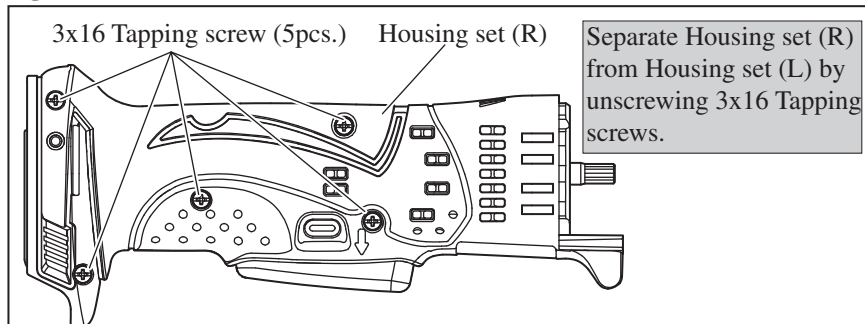 3x16 Tapping screw (5pcs.)
Housing set (R)
Separate Housing set (R)
from Housing set (L) by
unscrewing 3x16 Tapping
screws.